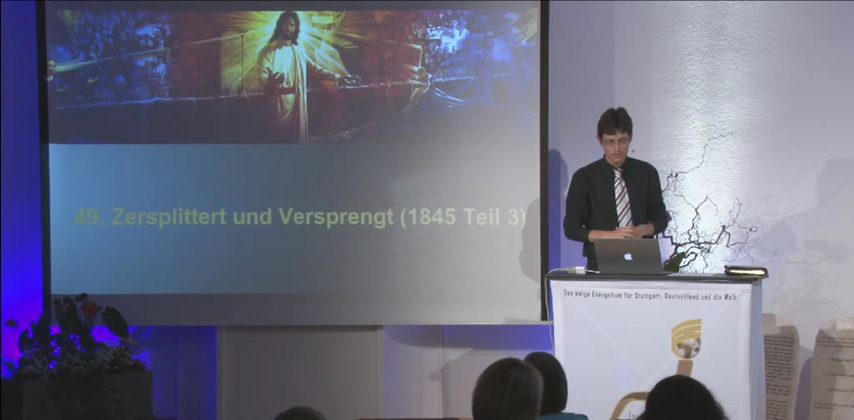 49. Zersplittert und Versprengt (1845 Teil 3)
Das ewige Evangelium für Stuttgart, Deutschland und die Welt.